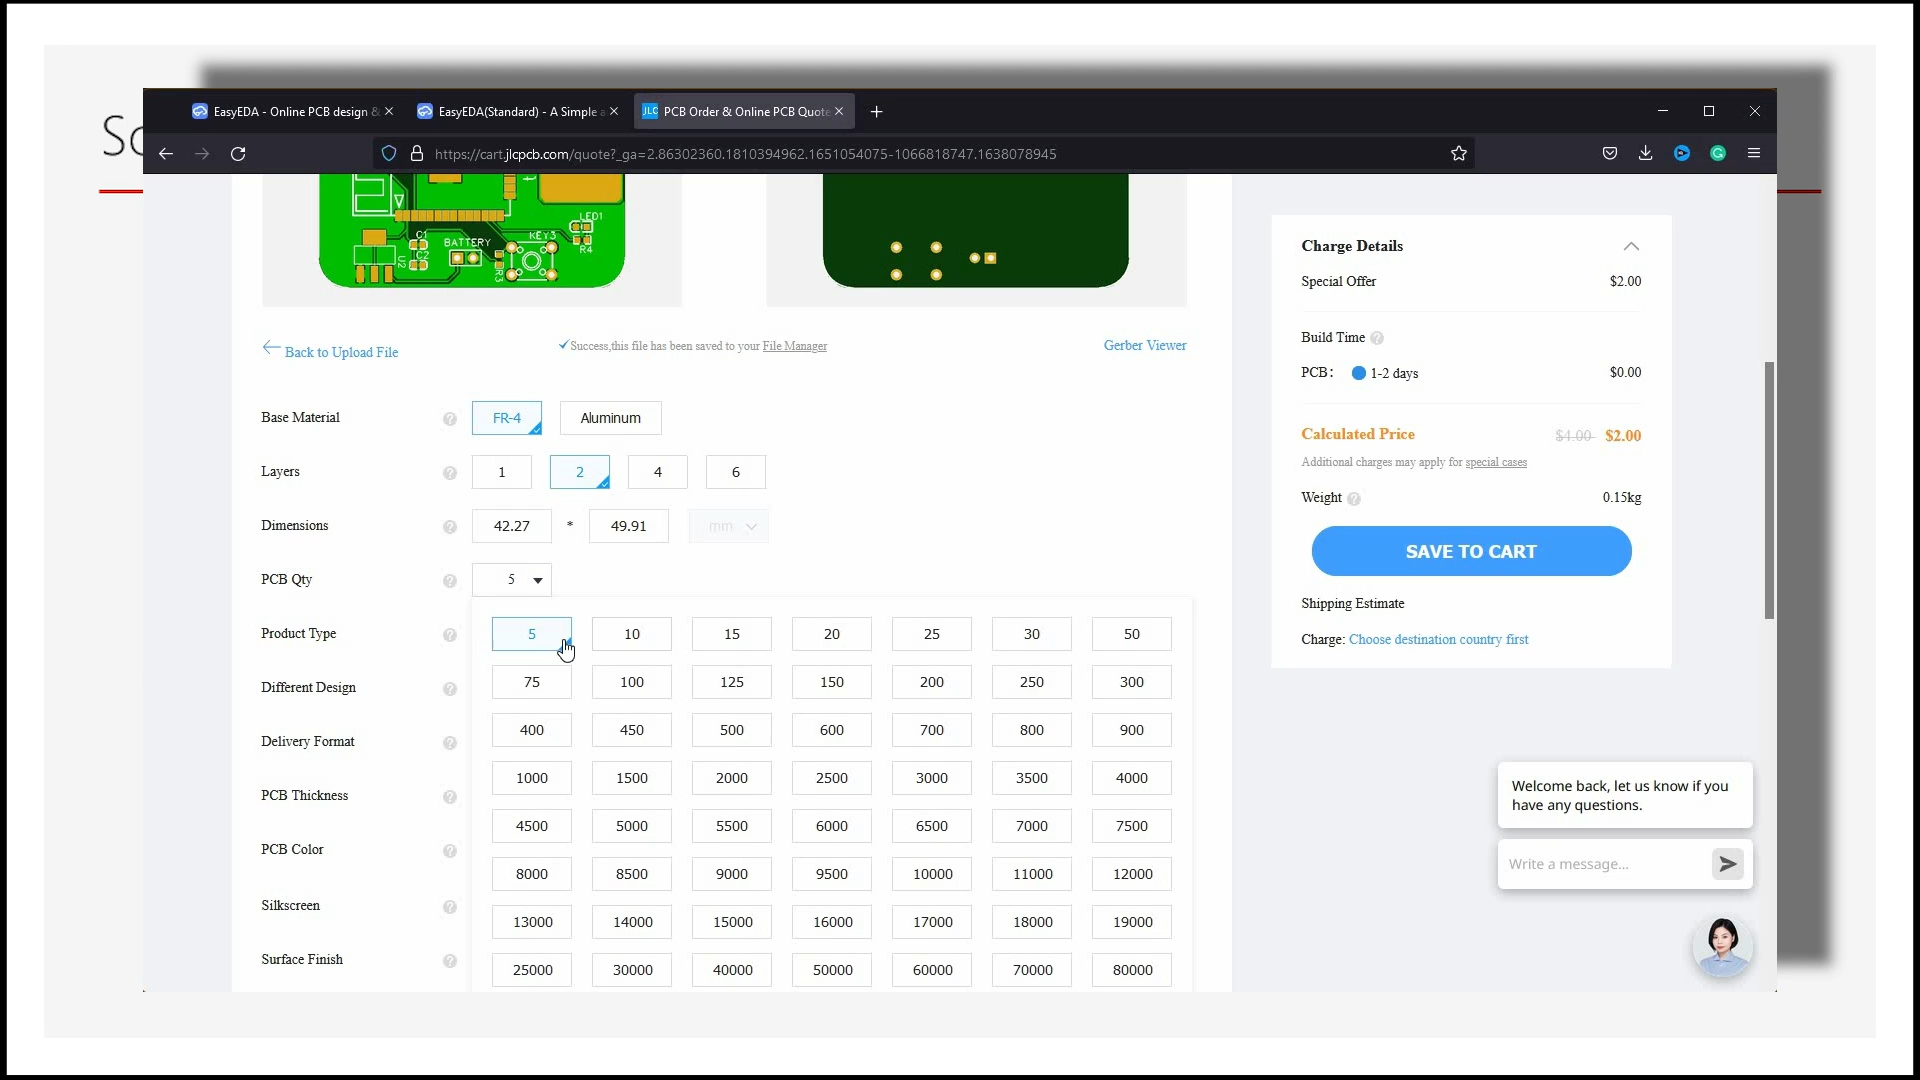 So
EasyEDA - Online PCB design &
EasyEDA(Standard) - A Simple a
JLC PCB Order & Online PCB Quote
https://cart.jlcpcb.com/quote?_ga=2.86302360.1810394962.1651054075-1066818747.1638078945
LED1
C1
BATTERY
KEY3
R4
C2
U2
R3
Back to Upload File
Success,this file has been saved to your File Manager
Gerber Viewer
Base Material ? FR-4 Aluminum
Layers ? 1 2 4 6
Dimensions ? 42.27 * 49.91 mm
PCB Qty ? 5
Product Type ?
Different Design ?
Delivery Format ?
PCB Thickness ?
PCB Color ?
Silkscreen ?
Surface Finish ?
5 10 15 20 25 30 50
75 100 125 150 200 250 300
400 450 500 600 700 800 900
1000 1500 2000 2500 3000 3500 4000
4500 5000 5500 6000 6500 7000 7500
8000 8500 9000 9500 10000 11000 12000
13000 14000 15000 16000 17000 18000 19000
25000 30000 40000 50000 60000 70000 80000
Charge Details
Special Offer $2.00
Build Time ?
PCB: 1-2 days $0.00
Calculated Price $4.00 $2.00
Additional charges may apply for special cases
Weight ? 0.15kg
SAVE TO CART
Shipping Estimate
Charge: Choose destination country first
Welcome back, let us know if you
have any questions.
Write a message...